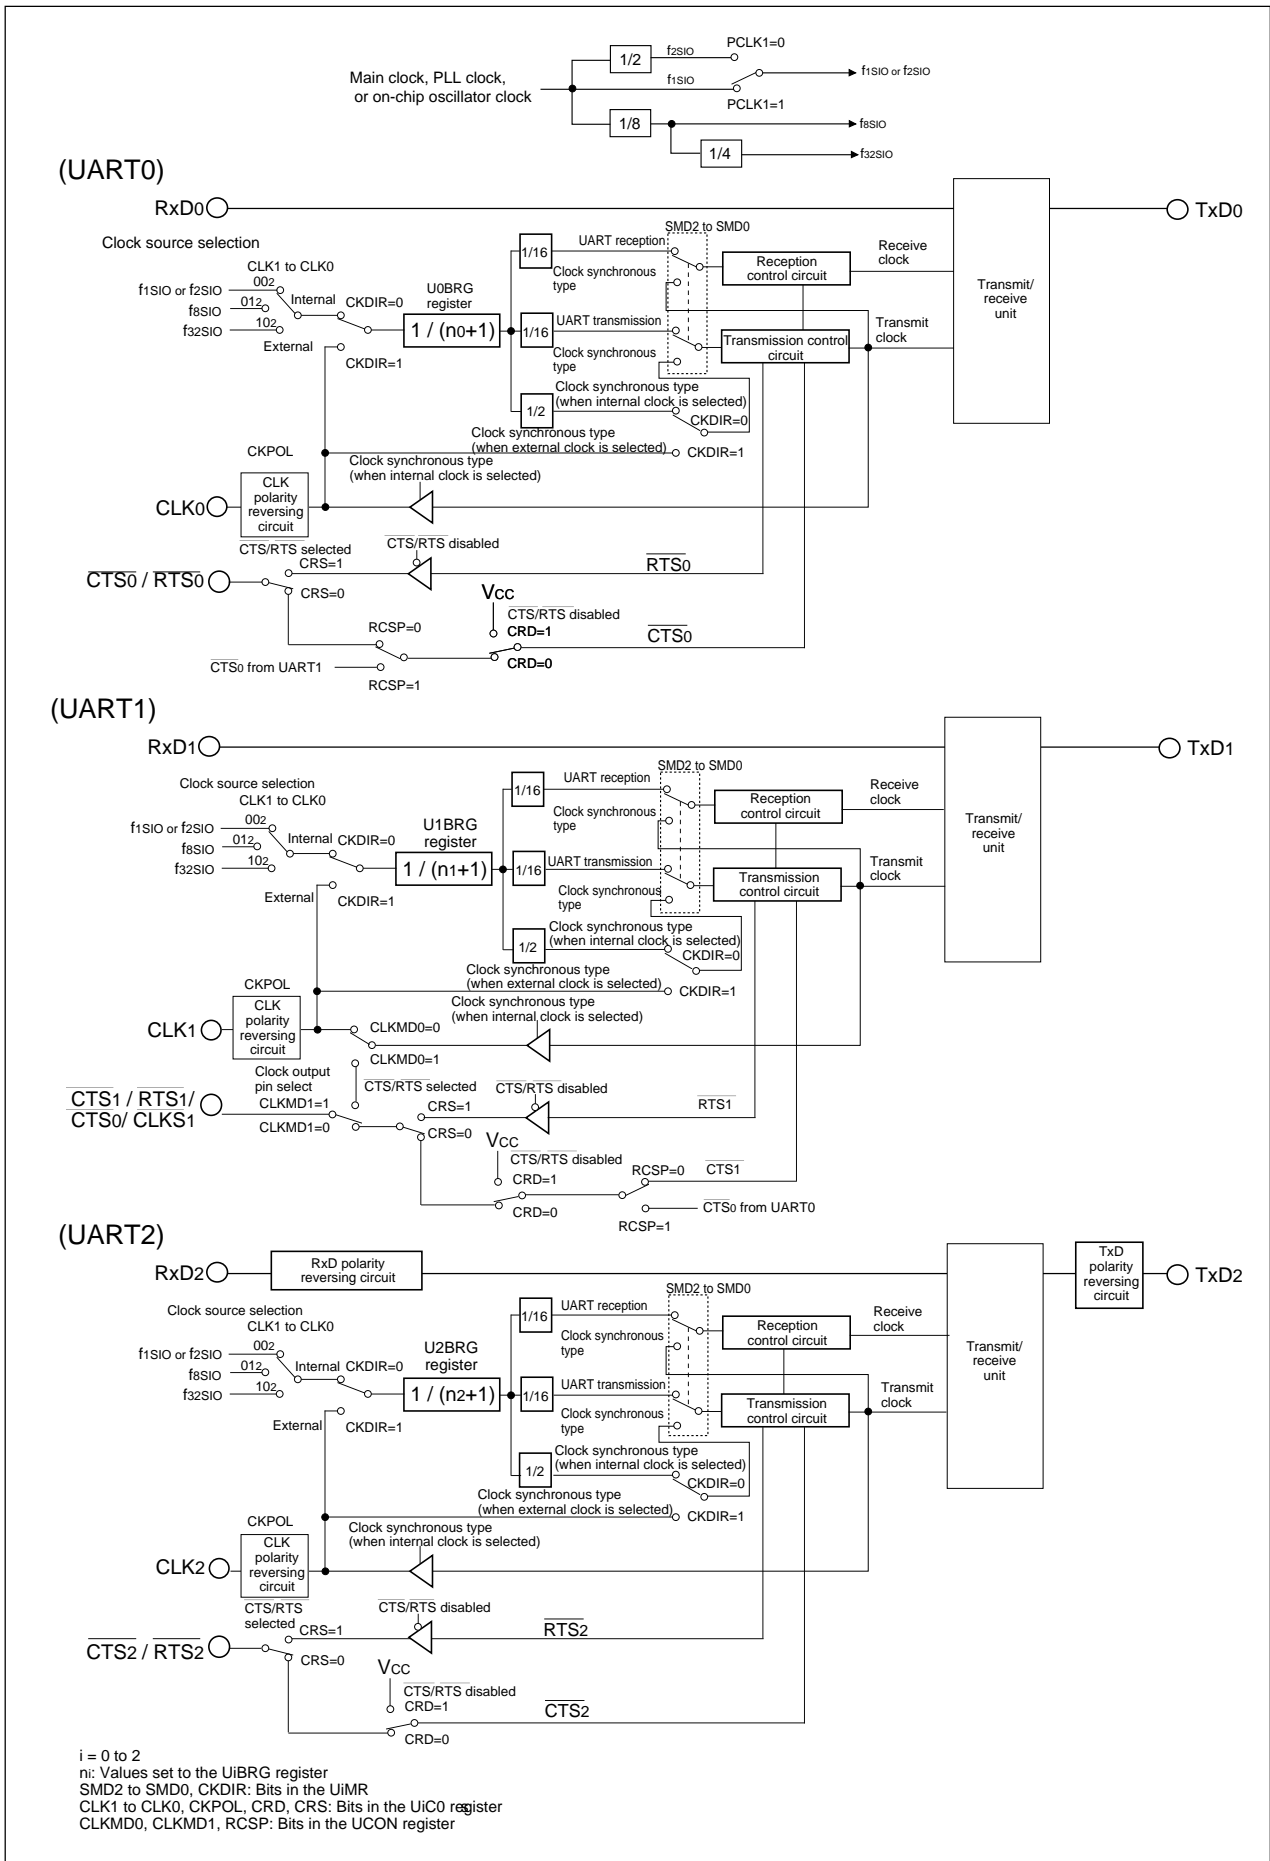 1/2
f2SIO
PCLK1=0
Main clock, PLL clock,
or on-chip oscillator clock
f1SIO
f1SIO or f2SIO
PCLK1=1
1/8
f8SIO
1/4
f32SIO
(UART0)
RxD0
TxD0
SMD2 to SMD0
Clock source selection
UART reception
1/16
Reception
control circuit
Receive
clock
CLK1 to CLK0
002
f1SIO or f2SIO
Internal
CKDIR=0
U0BRG
register
Clock synchronous
type
Transmit/
receive
unit
012
f8SIO
1 / (n0+1)
1/16
UART transmission
Transmission control
circuit
Transmit
clock
102
f32SIO
External
CKDIR=1
Clock synchronous
type
1/2
Clock synchronous type
(when internal clock is selected)
CKDIR=0
Clock synchronous type
(when external clock is selected)
CKDIR=1
CKPOL
Clock synchronous type
(when internal clock is selected)
CLK0
CLK
polarity
reversing
circuit
CTS/RTS selected
CTS/RTS disabled
CRS=1
RTS0
CTS0 / RTS0
CRS=0
VCC
CTS/RTS disabled
RCSP=0
CRD=1
CTS0
CTS0 from UART1
CRD=0
RCSP=1
(UART1)
RxD1
TxD1
SMD2 to SMD0
Clock source selection
UART reception
1/16
Reception
control circuit
Receive
clock
CLK1 to CLK0
002
f1SIO or f2SIO
Internal
CKDIR=0
U1BRG
register
Clock synchronous
type
Transmit/
receive
unit
012
f8SIO
1 / (n1+1)
1/16
UART transmission
Transmission
control circuit
Transmit
clock
102
f32SIO
External
CKDIR=1
Clock synchronous
type
1/2
Clock synchronous type
(when internal clock is selected)
CKDIR=0
Clock synchronous type
(when external clock is selected)
CKDIR=1
CKPOL
Clock synchronous type
(when internal clock is selected)
CLK1
CLK
polarity
reversing
circuit
CLKMD0=0
CLKMD0=1
Clock output
pin select
CTS/RTS selected
CTS/RTS disabled
CTS1 / RTS1/
CTS0/ CLKS1
CLKMD1=1
CRS=1
RTS1
CLKMD1=0
CRS=0
VCC
CTS/RTS disabled
CRD=1
RCSP=0
CTS1
CRD=0
CTS0 from UART0
RCSP=1
(UART2)
RxD2
RxD polarity
reversing circuit
TxD
polarity
reversing
circuit
TxD2
SMD2 to SMD0
Clock source selection
UART reception
1/16
Reception
control circuit
Receive
clock
CLK1 to CLK0
002
f1SIO or f2SIO
Internal
CKDIR=0
U2BRG
register
Clock synchronous
type
Transmit/
receive
unit
012
f8SIO
1 / (n2+1)
1/16
UART transmission
Transmission
control circuit
Transmit
clock
102
f32SIO
External
CKDIR=1
Clock synchronous
type
1/2
Clock synchronous type
(when internal clock is selected)
CKDIR=0
Clock synchronous type
(when external clock is selected)
CKDIR=1
CKPOL
Clock synchronous type
(when internal clock is selected)
CLK2
CLK
polarity
reversing
circuit
CTS/RTS
selected
CTS/RTS disabled
CRS=1
RTS2
CTS2 / RTS2
CRS=0
VCC
CTS/RTS disabled
CRD=1
CTS2
CRD=0
i = 0 to 2
ni: Values set to the UiBRG register
SMD2 to SMD0, CKDIR: Bits in the UiMR
CLK1 to CLK0, CKPOL, CRD, CRS: Bits in the UiC0 register
CLKMD0, CLKMD1, RCSP: Bits in the UCON register